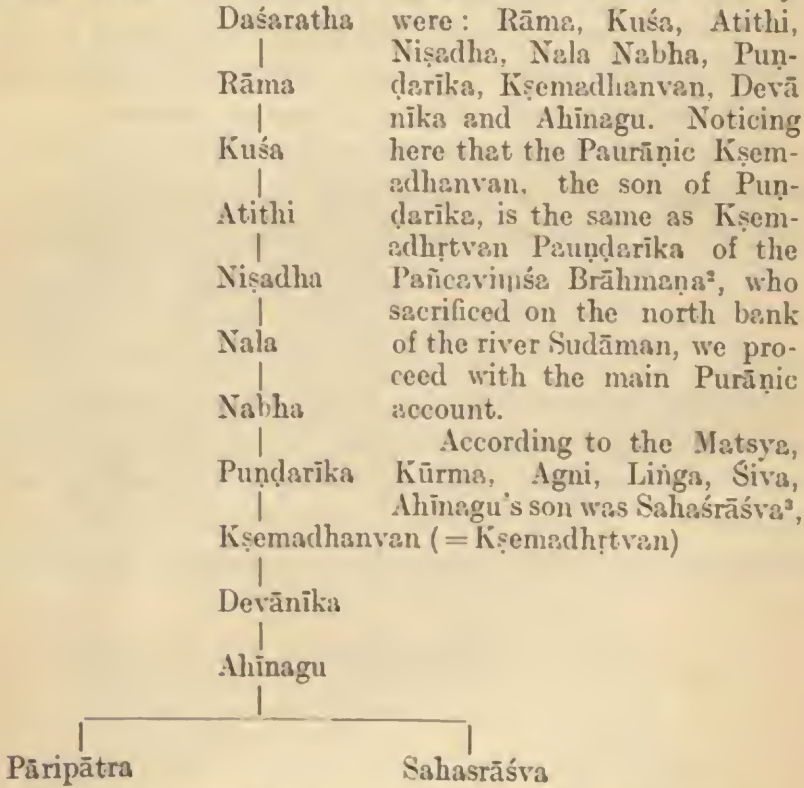 Daśaratha were : Rāma, Kuśa, Atithi,
Niṣadha, Nala Nabha, Puṇ-
Rāma ḍarīka, Kṣemadhanvan, Devā
nīka and Ahīnagu. Noticing
Kuśa here that the Paurāṇic Kṣem-
adhanvan, the son of Puṇ-
Atithi ḍarīka, is the same as Kṣem-
adhṛtvan Pauṇḍarīka of the
Niṣadha Pañcaviṃśa Brāhmaṇa², who
sacrificed on the north bank
Nala of the river Sudāman, we pro-
ceed with the main Purāṇic
Nabha account.
According to the Matsya,
Puṇḍarīka Kūrma, Agni, Liṅga, Śiva,
Ahīnagu's son was Sahaśrāśva³,
Kṣemadhanvan ( = Kṣemadhṛtvan)
Devānīka
Ahīnagu
Pāripātra Sahasrāśva